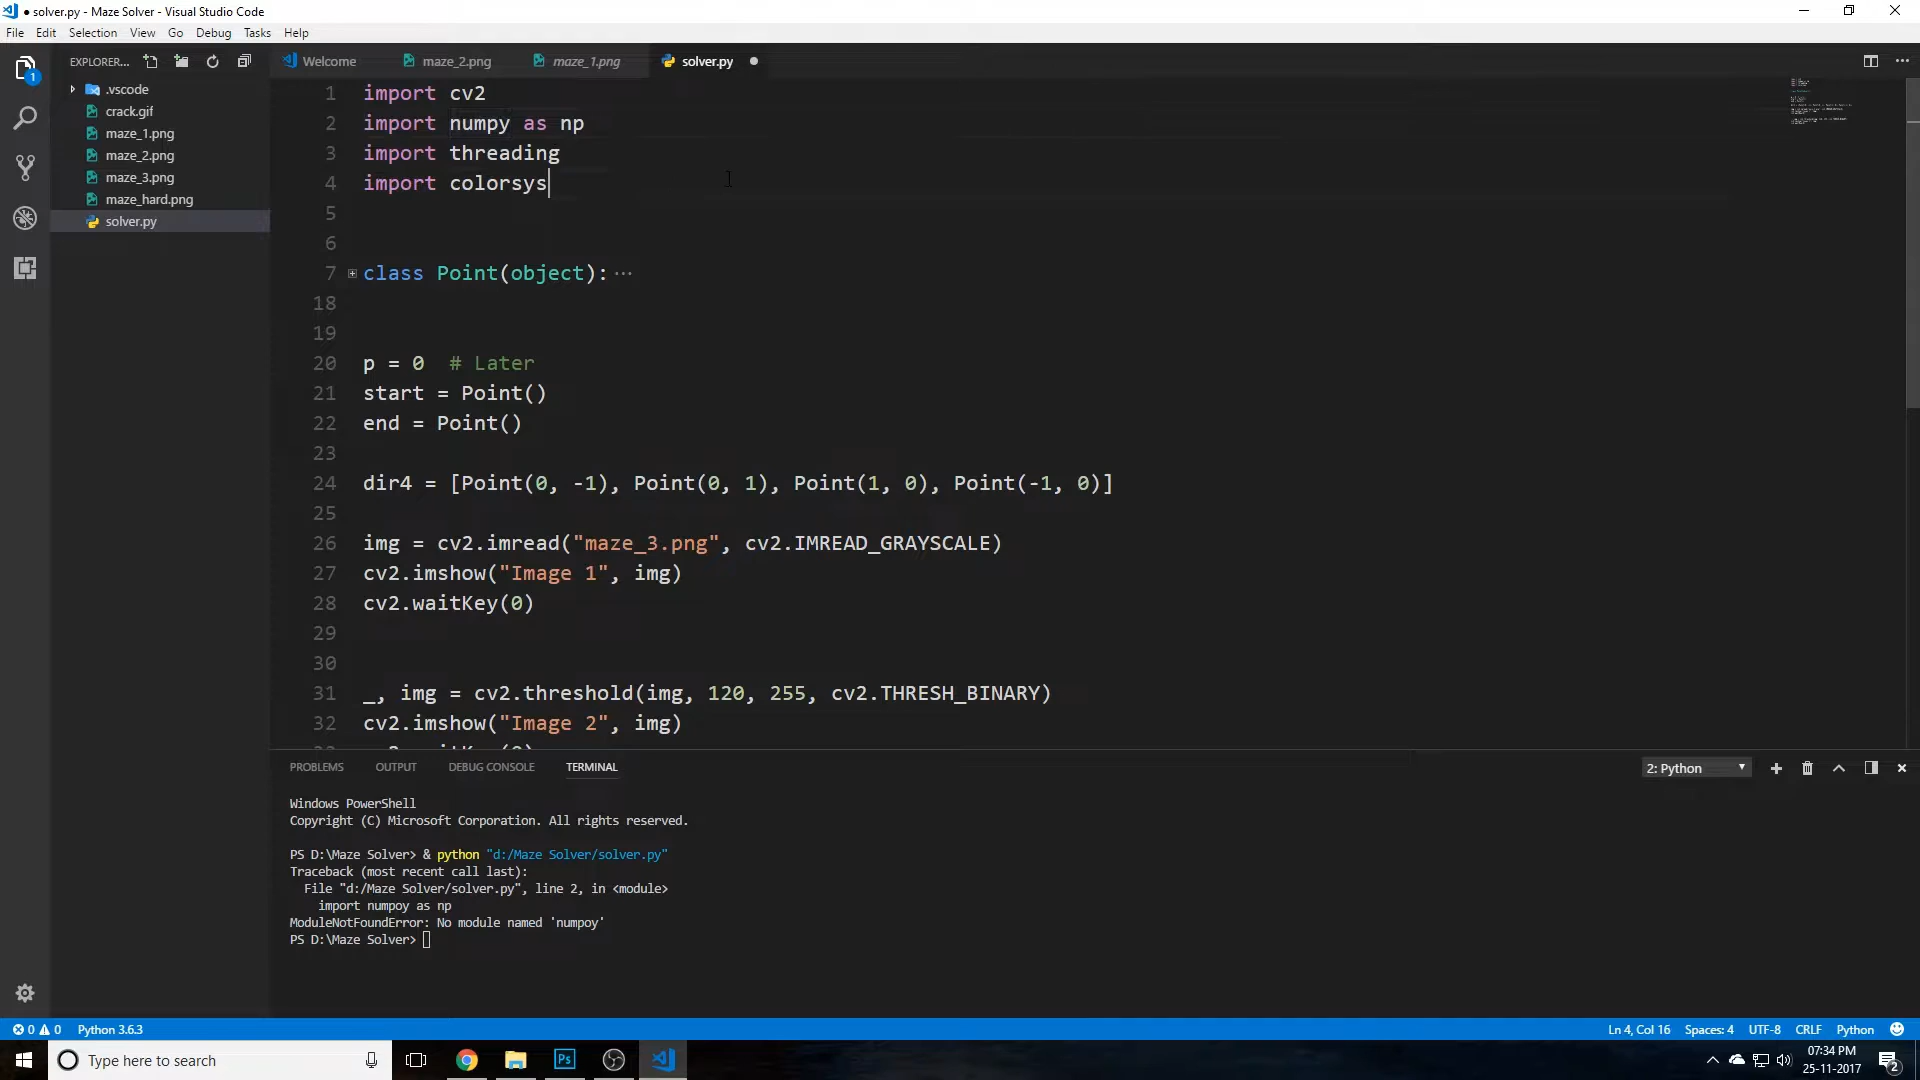 ● solver.py - Maze Solver - Visual Studio Code
File Edit Selection View Go Debug Tasks Help
EXPLORER...
Welcome maze_2.png maze_1.png solver.py ●
1
.vscode
crack.gif
maze_1.png
maze_2.png
maze_3.png
maze_hard.png
solver.py
1 import cv2
2 import numpy as np
3 import threading
4 import colorsys
5
6
7 class Point(object): ···
18
19
20 p = 0  # Later
21 start = Point()
22 end = Point()
23
24 dir4 = [Point(0, -1), Point(0, 1), Point(1, 0), Point(-1, 0)]
25
26 img = cv2.imread("maze_3.png", cv2.IMREAD_GRAYSCALE)
27 cv2.imshow("Image 1", img)
28 cv2.waitKey(0)
29
30
31 _, img = cv2.threshold(img, 120, 255, cv2.THRESH_BINARY)
32 cv2.imshow("Image 2", img)
PROBLEMS OUTPUT DEBUG CONSOLE TERMINAL 2: Python
Windows PowerShell
Copyright (C) Microsoft Corporation. All rights reserved.
PS D:\Maze Solver> & python "d:/Maze Solver/solver.py"
Traceback (most recent call last):
File "d:/Maze Solver/solver.py", line 2, in <module>
import numpoy as np
ModuleNotFoundError: No module named 'numpoy'
PS D:\Maze Solver>
0 0 Python 3.6.3 Ln 4, Col 16 Spaces: 4 UTF-8 CRLF Python
Type here to search
Ps
07:34 PM
25-11-2017
2